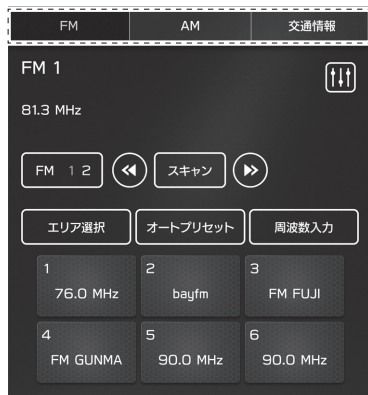 FM AM 交通情報
FM 1
81.3 MHz
FM 1 2 スキャン
エリア選択 オートプリセット 周波数入力
1 2 3
76.0 MHz bayfm FM FUJI
4 5 6
FM GUNMA 90.0 MHz 90.0 MHz